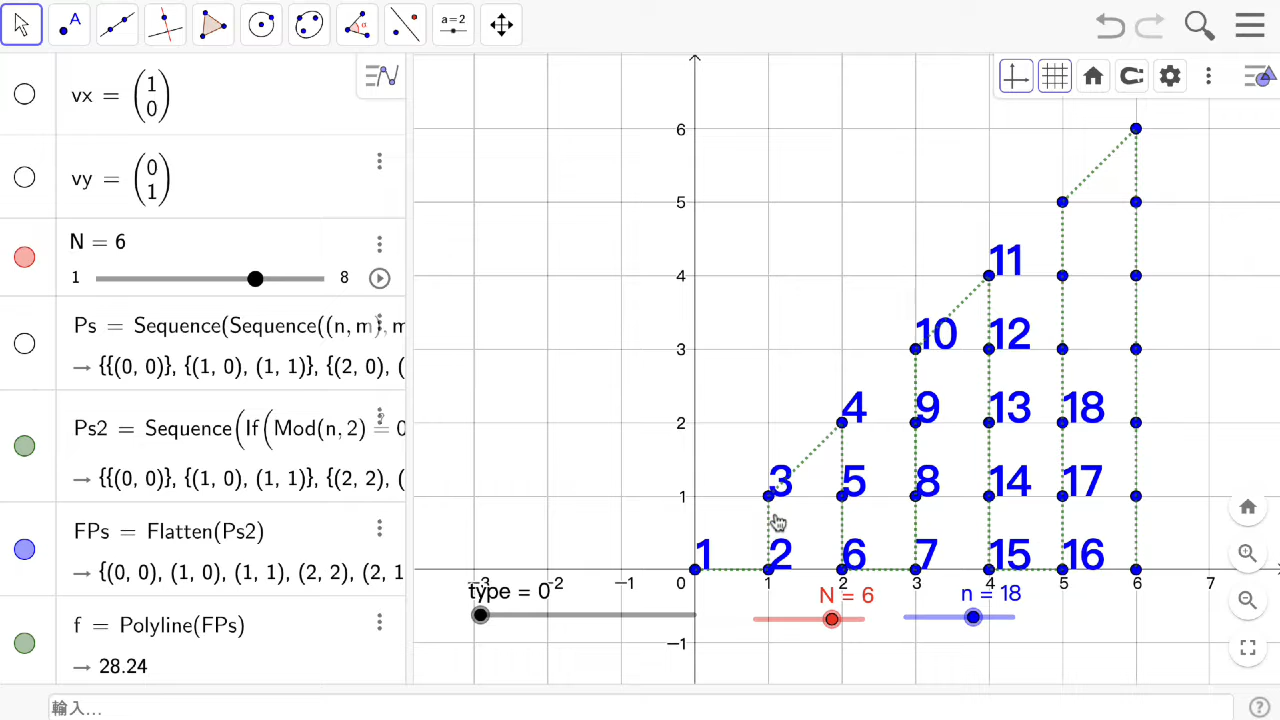 A
α
a=2
vx = (1 0)
vy = (0 1)
N = 6
1 8
Ps = Sequence(Sequence((n, m), m
→ {{(0, 0)}, {(1, 0), (1, 1)}, {(2, 0), (
Ps2 = Sequence(If(Mod(n, 2) ≟ 0
→ {{(0, 0)}, {(1, 0), (1, 1)}, {(2, 2), (
FPs = Flatten(Ps2)
→ {(0, 0), (1, 0), (1, 1), (2, 2), (2, 1
f = Polyline(FPs)
→ 28.24
6
5
4 11
3 10 12
2 4 9 13 18
1 3 5 8 14 17
1 2 6 7 15 16
−3 −2 −1 0 1 2 3 4 5 6 7
type = 0 N = 6 n = 18
−1
輸入...